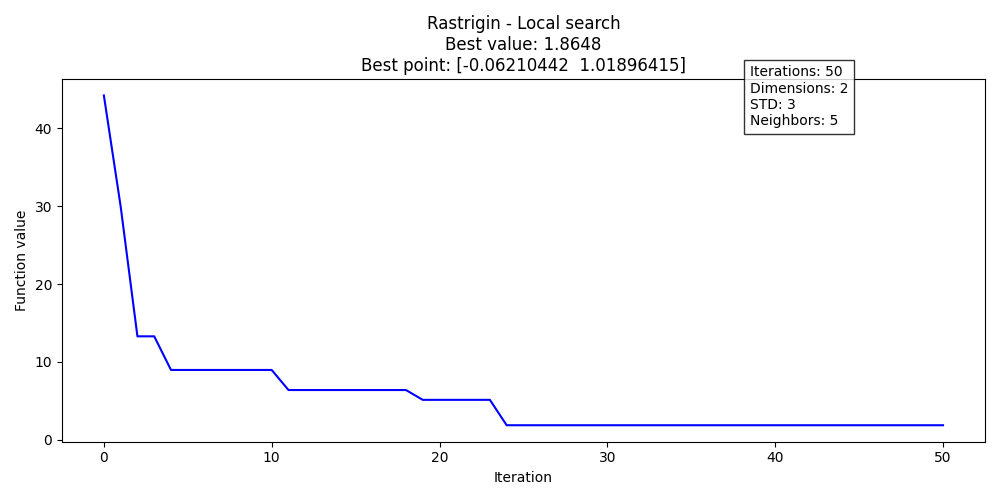 Rastrigin - Local search
Best value: 1.8648
Best point: [-0.06210442  1.01896415]
Iterations: 50
Dimensions: 2
STD: 3
Neighbors: 5
Function value
40
30
20
10
0
0
10
20
30
40
50
Iteration